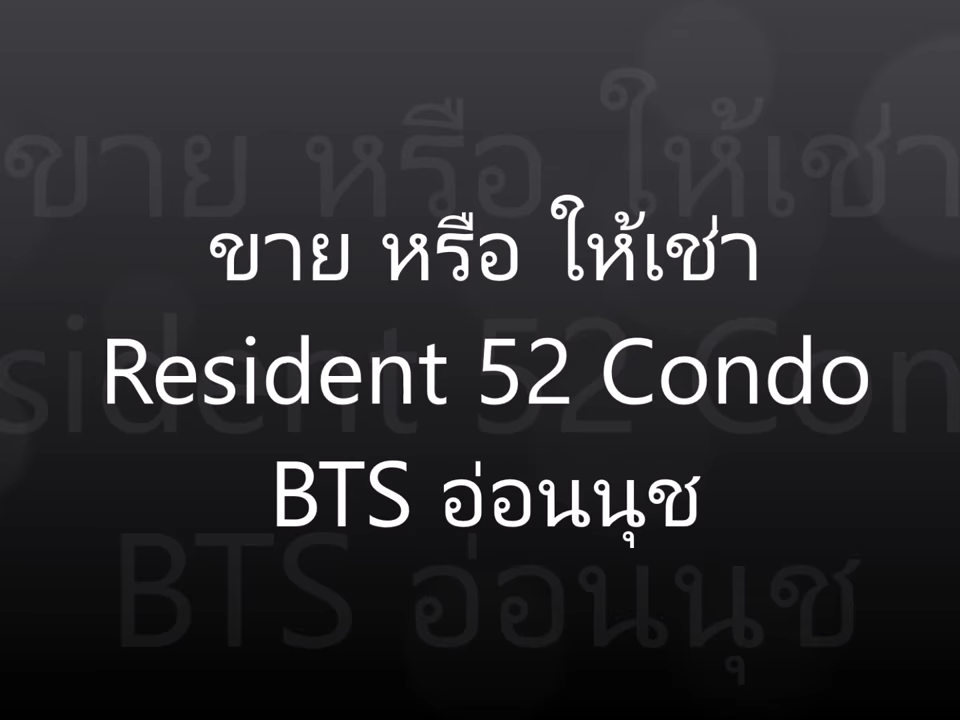 ขาย หรือ ให้เช่า
Resident 52 Condo
BTS อ่อนนุช